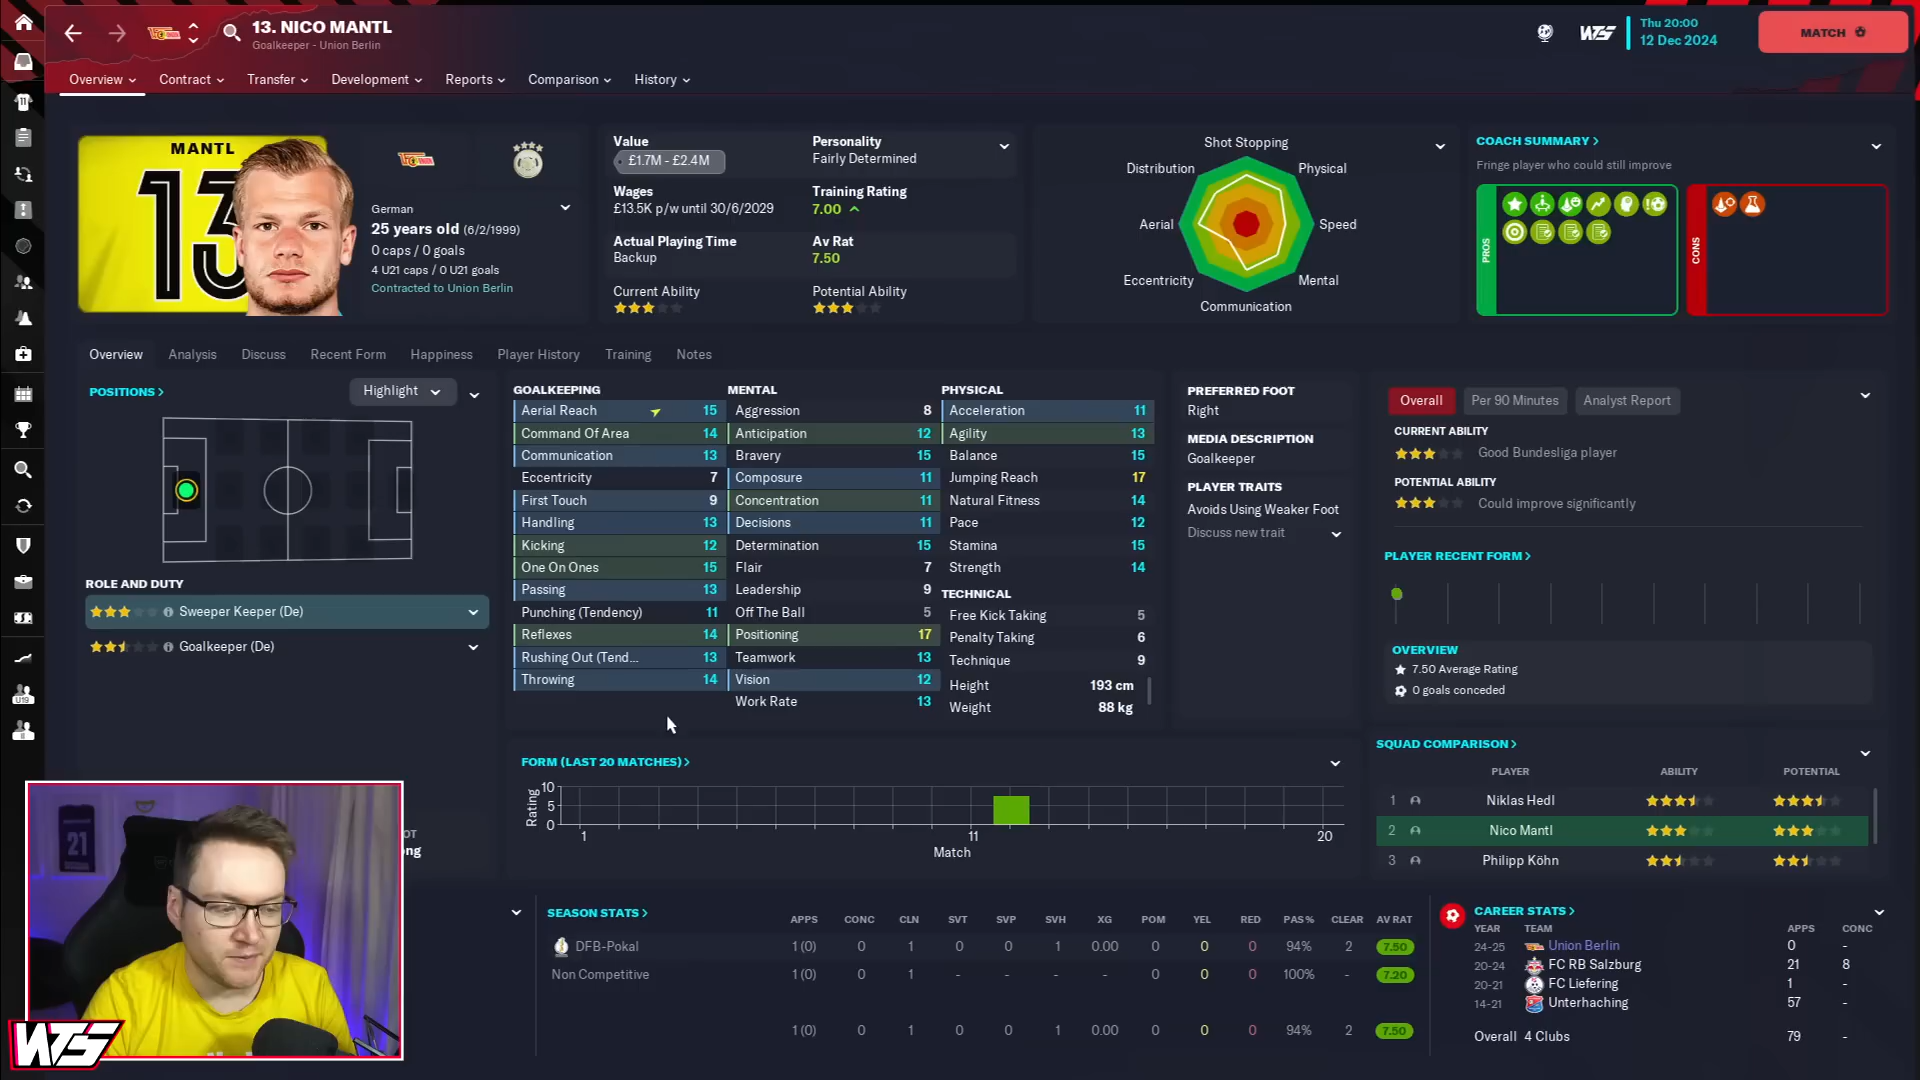 13. NICO MANTL
Goalkeeper - Union Berlin
WTS
Thu 20:00
12 Dec 2024
MATCH
Overview
Contract
Transfer
Development
Reports
Comparison
History
MANTL
13
German
25 years old (6/2/1999)
0 caps / 0 goals
4 U21 caps / 0 U21 goals
Contracted to Union Berlin
Value
£1.7M - £2.4M
Wages
£13.5K p/w until 30/6/2029
Actual Playing Time
Backup
Current Ability
Personality
Fairly Determined
Training Rating
7.00
Av Rat
7.50
Potential Ability
Shot Stopping
Physical
Speed
Mental
Communication
Eccentricity
Aerial
Distribution
COACH SUMMARY >
Fringe player who could still improve
PROS
CONS
Overview
Analysis
Discuss
Recent Form
Happiness
Player History
Training
Notes
POSITIONS >
Highlight
ROLE AND DUTY
Sweeper Keeper (De)
Goalkeeper (De)
GOALKEEPING
Aerial Reach 15
Command Of Area 14
Communication 13
Eccentricity 7
First Touch 9
Handling 13
Kicking 12
One On Ones 15
Passing 13
Punching (Tendency) 11
Reflexes 14
Rushing Out (Tend... 13
Throwing 14
MENTAL
Aggression 8
Anticipation 12
Bravery 15
Composure 11
Concentration 11
Decisions 11
Determination 15
Flair 7
Leadership 9
Off The Ball 5
Positioning 17
Teamwork 13
Vision 12
Work Rate 13
PHYSICAL
Acceleration 11
Agility 13
Balance 15
Jumping Reach 17
Natural Fitness 14
Pace 12
Stamina 15
Strength 14
TECHNICAL
Free Kick Taking 5
Penalty Taking 6
Technique 9
Height 193 cm
Weight 88 kg
PREFERRED FOOT
Right
MEDIA DESCRIPTION
Goalkeeper
PLAYER TRAITS
Avoids Using Weaker Foot
Discuss new trait
Overall
Per 90 Minutes
Analyst Report
CURRENT ABILITY
Good Bundesliga player
POTENTIAL ABILITY
Could improve significantly
PLAYER RECENT FORM >
OVERVIEW
7.50 Average Rating
0 goals conceded
FORM (LAST 20 MATCHES) >
Rating
10
5
0
1
11
20
Match
SQUAD COMPARISON >
PLAYER ABILITY POTENTIAL
1 Niklas Hedl
2 Nico Mantl
3 Philipp Köhn
U19
21
OT
ong
WTS
SEASON STATS >
APPS CONC CLN SVT SVP SVH XG POM YEL RED PAS % CLEAR AV RAT
DFB-Pokal 1 (0) 0 1 0 0 1 0.00 0 0 0 94% 2 7.50
Non Competitive 1 (0) 0 1 - - - - 0 0 0 100% - 7.20
1 (0) 0 1 0 0 1 0.00 0 0 0 94% 2 7.50
CAREER STATS >
YEAR TEAM APPS CONC
24-25 Union Berlin 0 -
20-24 FC RB Salzburg 21 8
20-21 FC Liefering 1 -
14-21 Unterhaching 57 -
Overall 4 Clubs 79 -